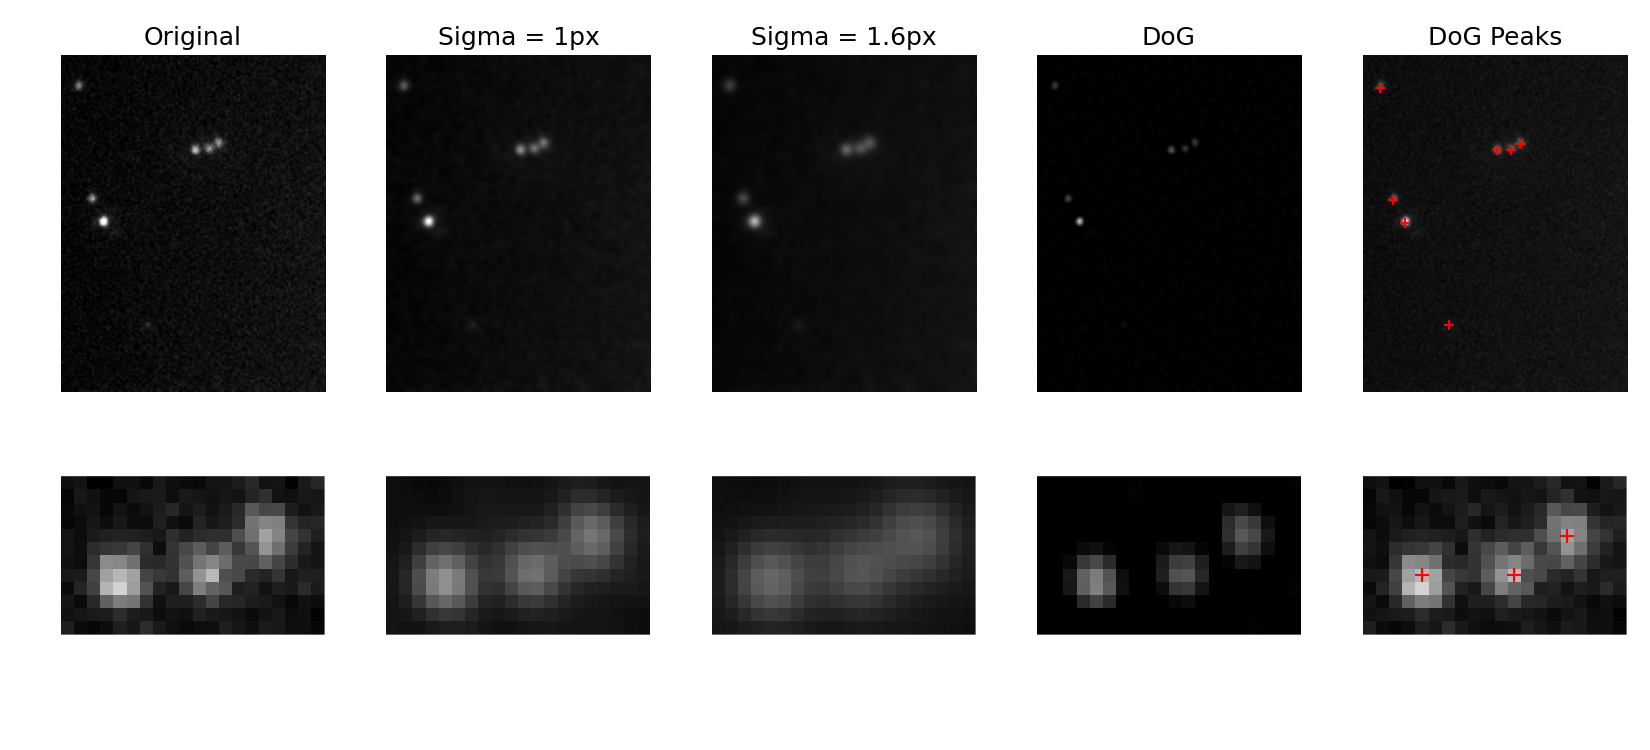 Original
Sigma = 1px
Sigma = 1.6px
DoG
DoG Peaks